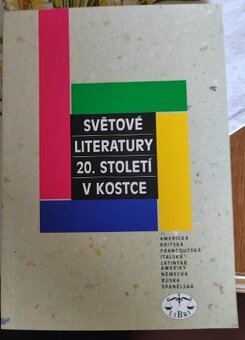 SVĚTOVÉ
LITERATURY
20. STOLETÍ
V KOSTCE
AMERICKÁ
BRITSKÁ
FRANCOUZSKÁ
ITALSKÁ
LATINSKÉ
AMERIKY
NĚMECKÁ
RUSKÁ
ŠPANĚLSKÁ
LIBRI